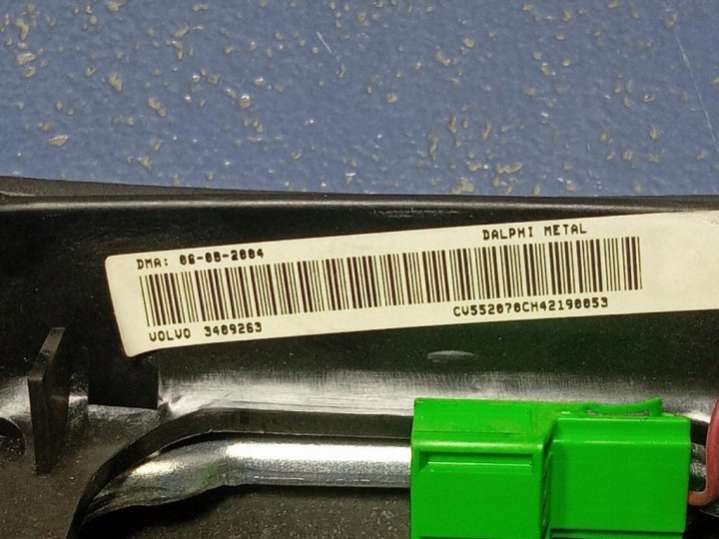 DALPHI METAL
DMA: 06-08-2004
VOLVO 3409263
CV552070CH42190053